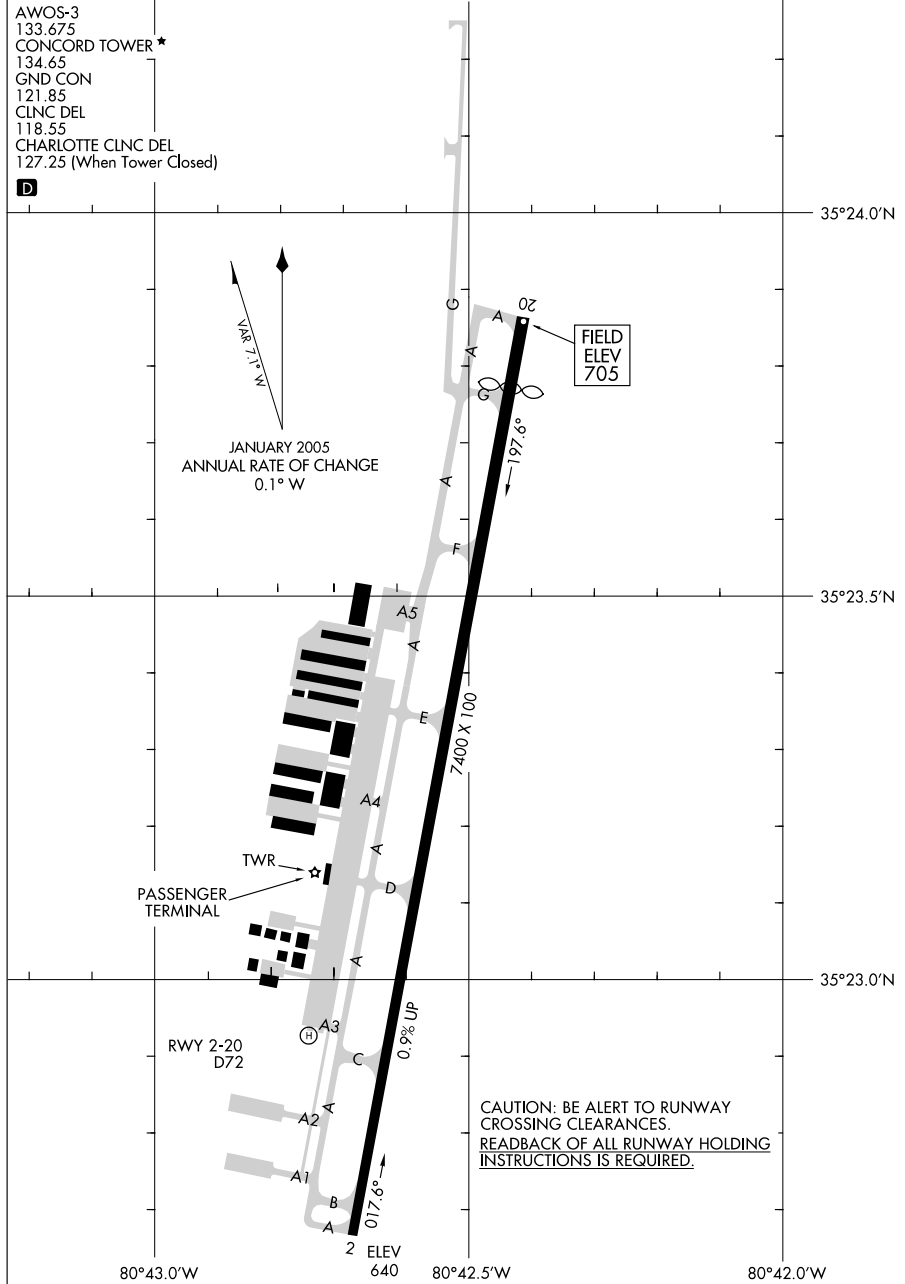 AWOS-3
133.675
CONCORD TOWER ★
134.65
GND CON
121.85
CLNC DEL
118.55
CHARLOTTE CLNC DEL
127.25 (When Tower Closed)
D
35°24.0'N
VAR 7.1° W
JANUARY 2005
ANNUAL RATE OF CHANGE
0.1° W
G
A
20
FIELD
ELEV
705
A
G
197.6°
A
F
35°23.5'N
A5
A
E
7400 X 100
A4
A
TWR
D
PASSENGER
TERMINAL
A
35°23.0'N
A3
H
0.9% UP
RWY 2-20
D72
C
A
A2
CAUTION: BE ALERT TO RUNWAY
CROSSING CLEARANCES.
READBACK OF ALL RUNWAY HOLDING
INSTRUCTIONS IS REQUIRED.
A1
017.6°
B
A
2
ELEV
640
80°43.0'W
80°42.5'W
80°42.0'W